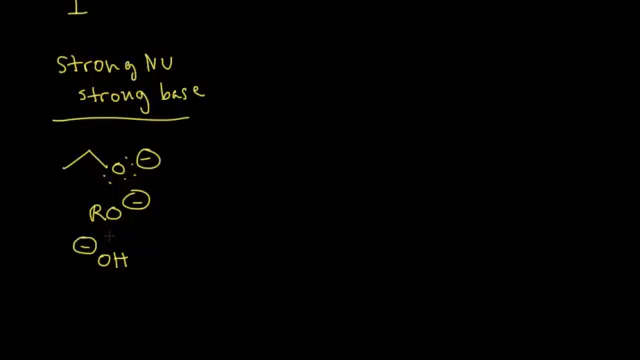 I
Strong NU
strong base
O⊖
RO⊖
⊖OH